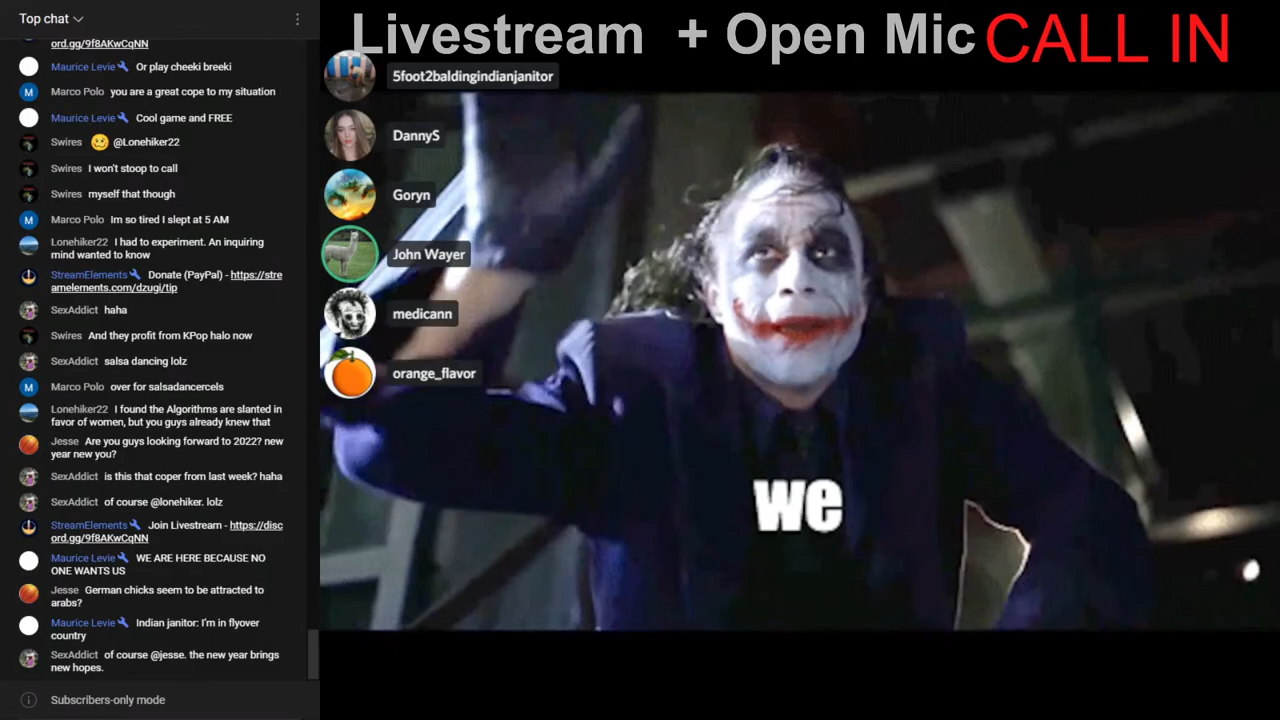 Top chat
ord.gg/9f8AKwCqNN
Maurice Levie Or play cheeki breeki
Marco Polo you are a great cope to my situation
Maurice Levie Cool game and FREE
Swires @Lonehiker22
Swires I won't stoop to call
Swires myself that though
Marco Polo Im so tired I slept at 5 AM
Lonehiker22 I had to experiment. An inquiring
mind wanted to know
StreamElements Donate (PayPal) - https://stre
amelements.com/dzugi/tip
SexAddict haha
Swires And they profit from KPop halo now
SexAddict salsa dancing lolz
Marco Polo over for salsadancercels
Lonehiker22 I found the Algorithms are slanted in
favor of women, but you guys already knew that
Jesse Are you guys looking forward to 2022? new
year new you?
SexAddict is this that coper from last week? haha
SexAddict of course @lonehiker. lolz
StreamElements Join Livestream - https://disc
ord.gg/9f8AKwCqNN
Maurice Levie WE ARE HERE BECAUSE NO
ONE WANTS US
Jesse German chicks seem to be attracted to
arabs?
Maurice Levie Indian janitor: I'm in flyover
country
SexAddict of course @jesse. the new year brings
new hopes.
Subscribers-only mode
Livestream + Open Mic CALL IN
5foot2baldingindianjanitor
DannyS
Goryn
John Wayer
medicann
orange_flavor
we